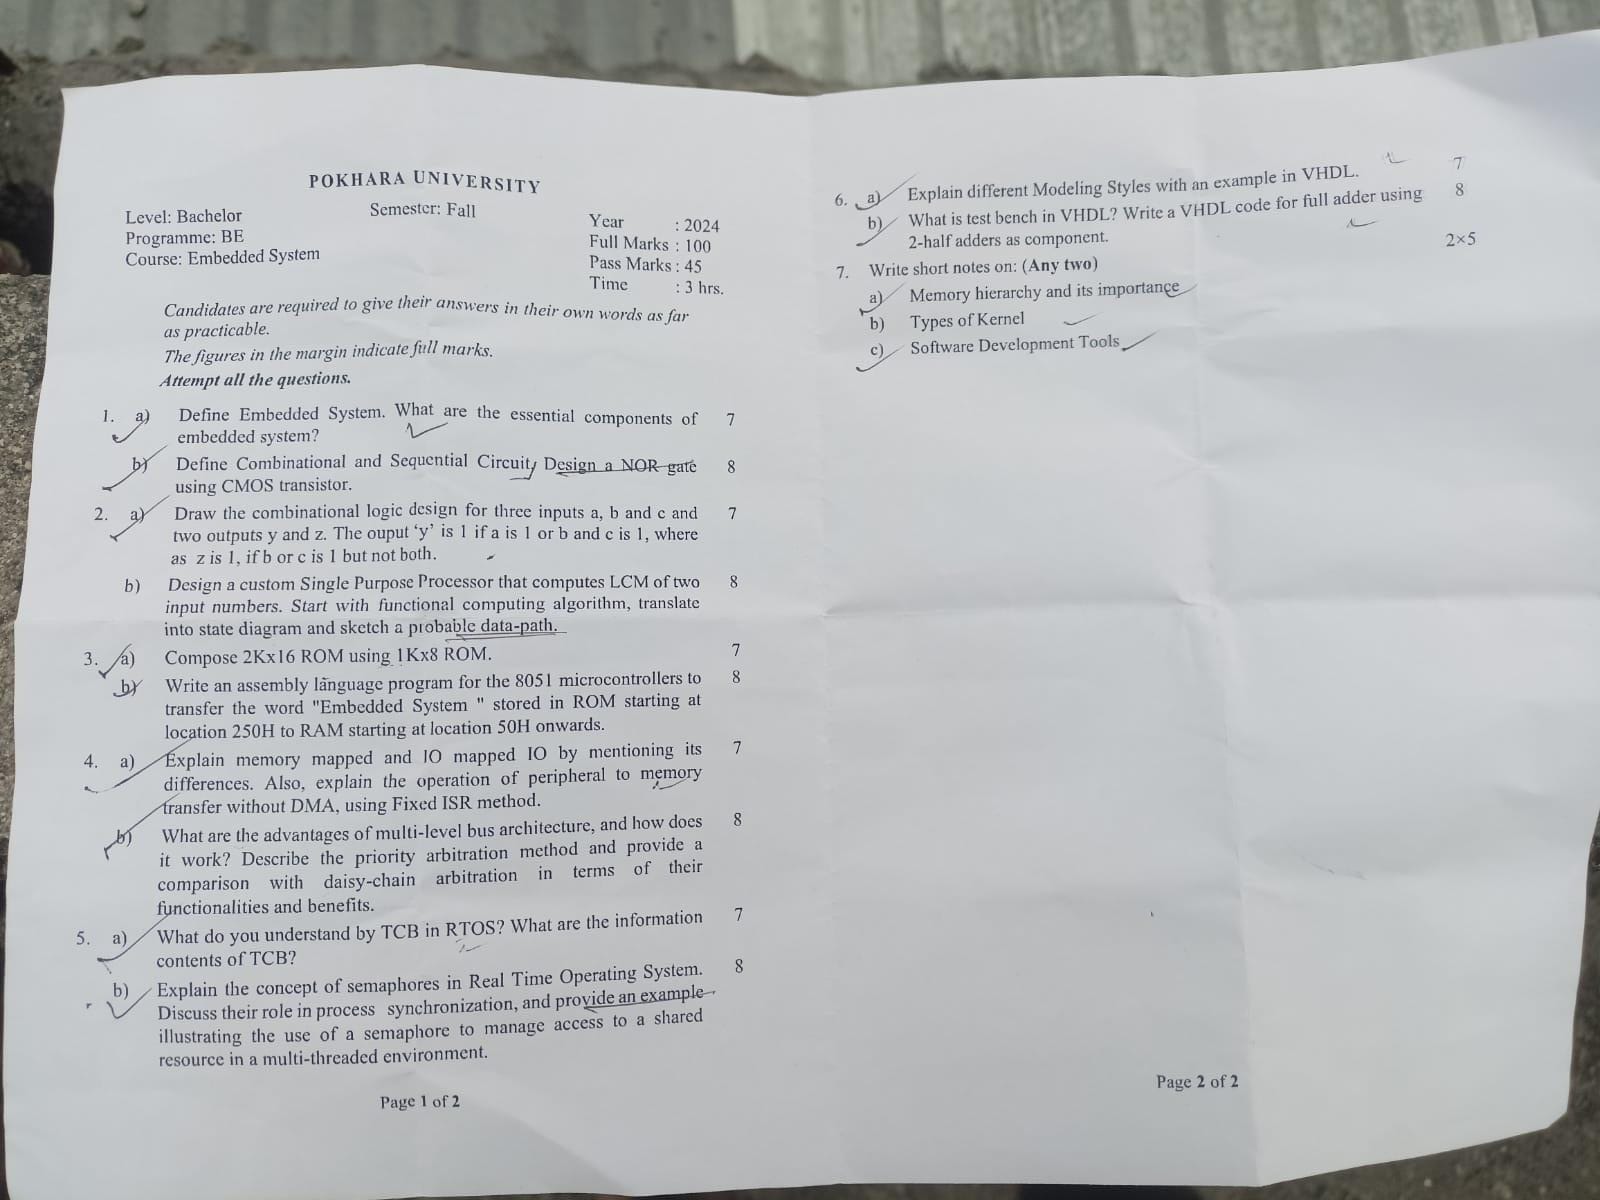 POKHARA UNIVERSITY
Level: Bachelor
Semester: Fall
Year : 2024
Programme: BE
Full Marks : 100
Course: Embedded System
Pass Marks : 45
Time : 3 hrs.
Candidates are required to give their answers in their own words as far
as practicable.
The figures in the margin indicate full marks.
Attempt all the questions.
1. a) Define Embedded System. What are the essential components of 7
embedded system?
b) Define Combinational and Sequential Circuit, Design a NOR gate 8
using CMOS transistor.
2. a) Draw the combinational logic design for three inputs a, b and c and 7
two outputs y and z. The ouput ‘y’ is 1 if a is 1 or b and c is 1, where
as z is 1, if b or c is 1 but not both.
b) Design a custom Single Purpose Processor that computes LCM of two 8
input numbers. Start with functional computing algorithm, translate
into state diagram and sketch a probable data-path.
3. a) Compose 2Kx16 ROM using 1Kx8 ROM. 7
b) Write an assembly language program for the 8051 microcontrollers to 8
transfer the word "Embedded System " stored in ROM starting at
location 250H to RAM starting at location 50H onwards.
4. a) Explain memory mapped and IO mapped IO by mentioning its 7
differences. Also, explain the operation of peripheral to memory
transfer without DMA, using Fixed ISR method.
b) What are the advantages of multi-level bus architecture, and how does 8
it work? Describe the priority arbitration method and provide a
comparison with daisy-chain arbitration in terms of their
functionalities and benefits.
5. a) What do you understand by TCB in RTOS? What are the information 7
contents of TCB?
b) Explain the concept of semaphores in Real Time Operating System. 8
Discuss their role in process synchronization, and provide an example
illustrating the use of a semaphore to manage access to a shared
resource in a multi-threaded environment.
Page 1 of 2
6. a) Explain different Modeling Styles with an example in VHDL. 7
b) What is test bench in VHDL? Write a VHDL code for full adder using 8
2-half adders as component.
7. Write short notes on: (Any two) 2×5
a) Memory hierarchy and its importance
b) Types of Kernel
c) Software Development Tools
Page 2 of 2